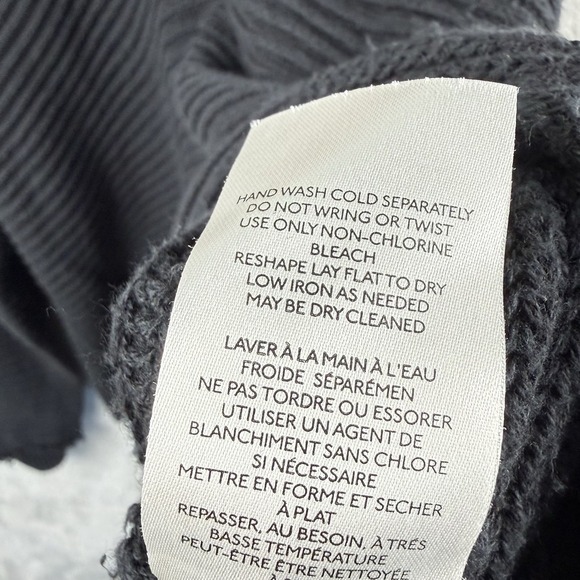 HAND WASH COLD SEPARATELY
DO NOT WRING OR TWIST
USE ONLY NON-CHLORINE
BLEACH
RESHAPE LAY FLAT TO DRY
LOW IRON AS NEEDED
MAY BE DRY CLEANED
LAVER À LA MAIN À L'EAU
FROIDE SÉPARÉMEN
NE PAS TORDRE OU ESSORER
UTILISER UN AGENT DE
BLANCHIMENT SANS CHLORE
SI NÉCESSAIRE
METTRE EN FORME ET SECHER
À PLAT
REPASSER, AU BESOIN, À TRÉS
BASSE TEMPÉRATURE
PEUT-ÊTRE ÊTRE NETTOYÉE